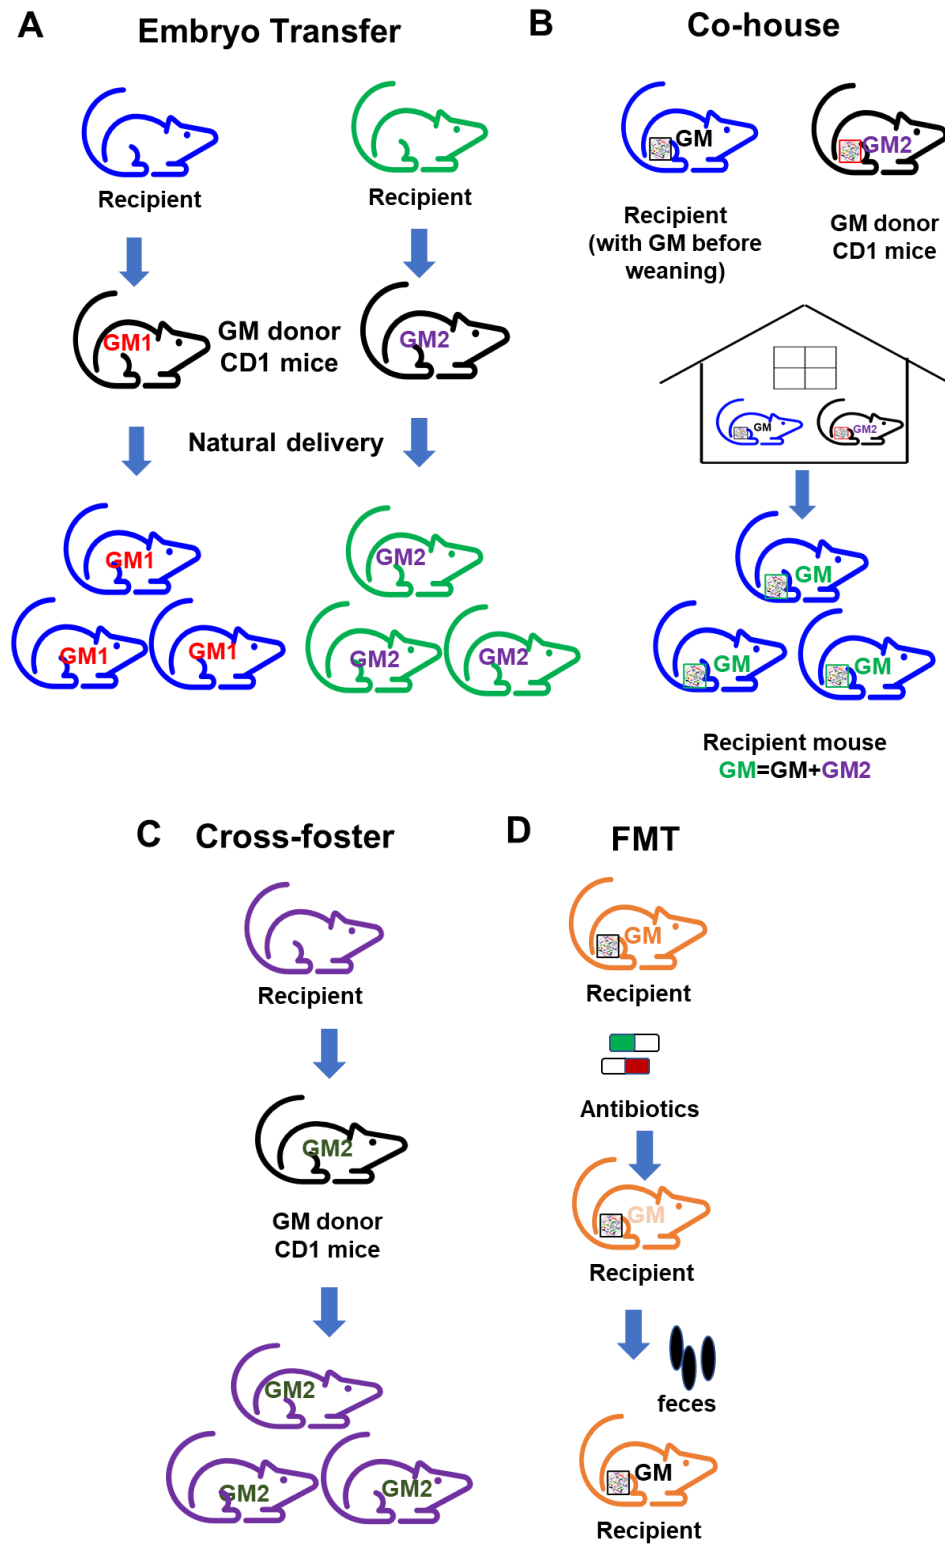 A
Embryo Transfer
Recipient
Recipient
GM1
GM donor
CD1 mice
GM2
Natural delivery
GM1
GM1
GM1
GM2
GM2
GM2
B
Co-house
GM
GM2
Recipient
(with GM before
weaning)
GM donor
CD1 mice
GM
GM2
GM
GM
GM
Recipient mouse
GM=GM+GM2
C
Cross-foster
Recipient
GM2
GM donor
CD1 mice
GM2
GM2
GM2
D
FMT
GM
Recipient
Antibiotics
GM
Recipient
feces
GM
Recipient